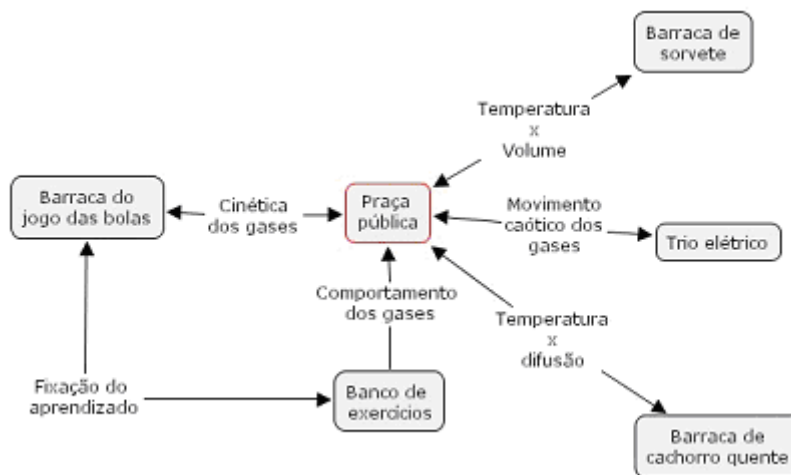 Barraca de
sorvete
Temperatura
x
Volume
Barraca do
jogo das bolas
Cinética
dos gases
Praça
pública
Movimento
caótico dos
gases
Trio elétrico
Comportamento
dos gases
Temperatura
x
difusão
Fixação do
aprendizado
Banco de
exercícios
Barraca de
cachorro quente